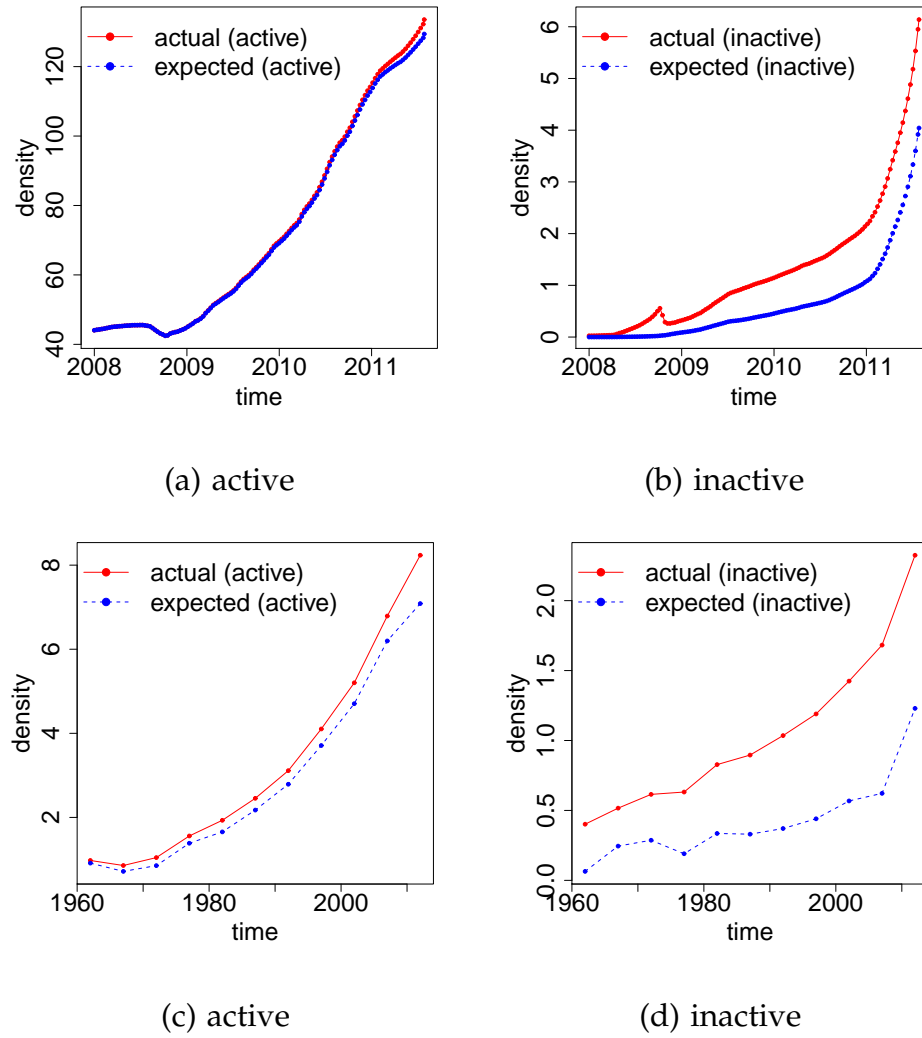 actual (active)
expected (active)
density
40 60 80 100 120
2008 2009 2010 2011
time
(a) active
actual (inactive)
expected (inactive)
density
0 1 2 3 4 5 6
2008 2009 2010 2011
time
(b) inactive
actual (active)
expected (active)
density
2 4 6 8
1960 1980 2000
time
(c) active
actual (inactive)
expected (inactive)
density
0.0 0.5 1.0 1.5 2.0
1960 1980 2000
time
(d) inactive